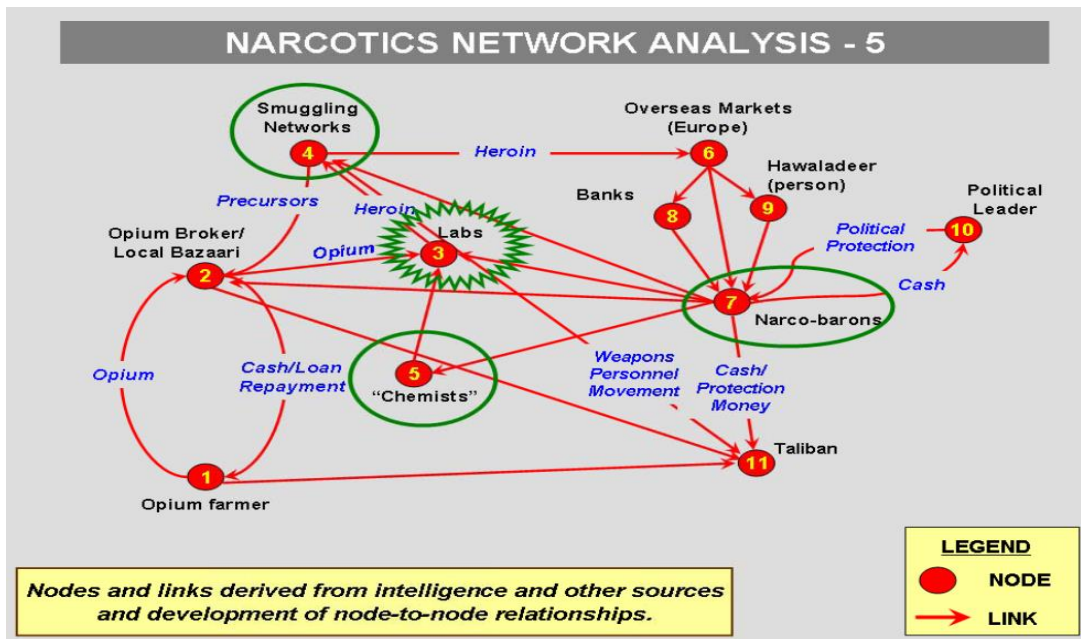 NARCOTICS NETWORK ANALYSIS - 5
Smuggling
Networks
4
Heroin
Overseas Markets
(Europe)
6
Hawaladeer
(person)
9
Banks
8
Political
Leader
10
Precursors
Heroin
Labs
3
Opium Broker/
Local Bazaari
2
Opium
Political
Protection
Cash
7
Narco-barons
Opium
Cash/Loan
Repayment
5
“Chemists”
Weapons
Personnel
Movement
Cash/
Protection
Money
Taliban
11
1
Opium farmer
LEGEND
NODE
LINK
Nodes and links derived from intelligence and other sources
and development of node-to-node relationships.